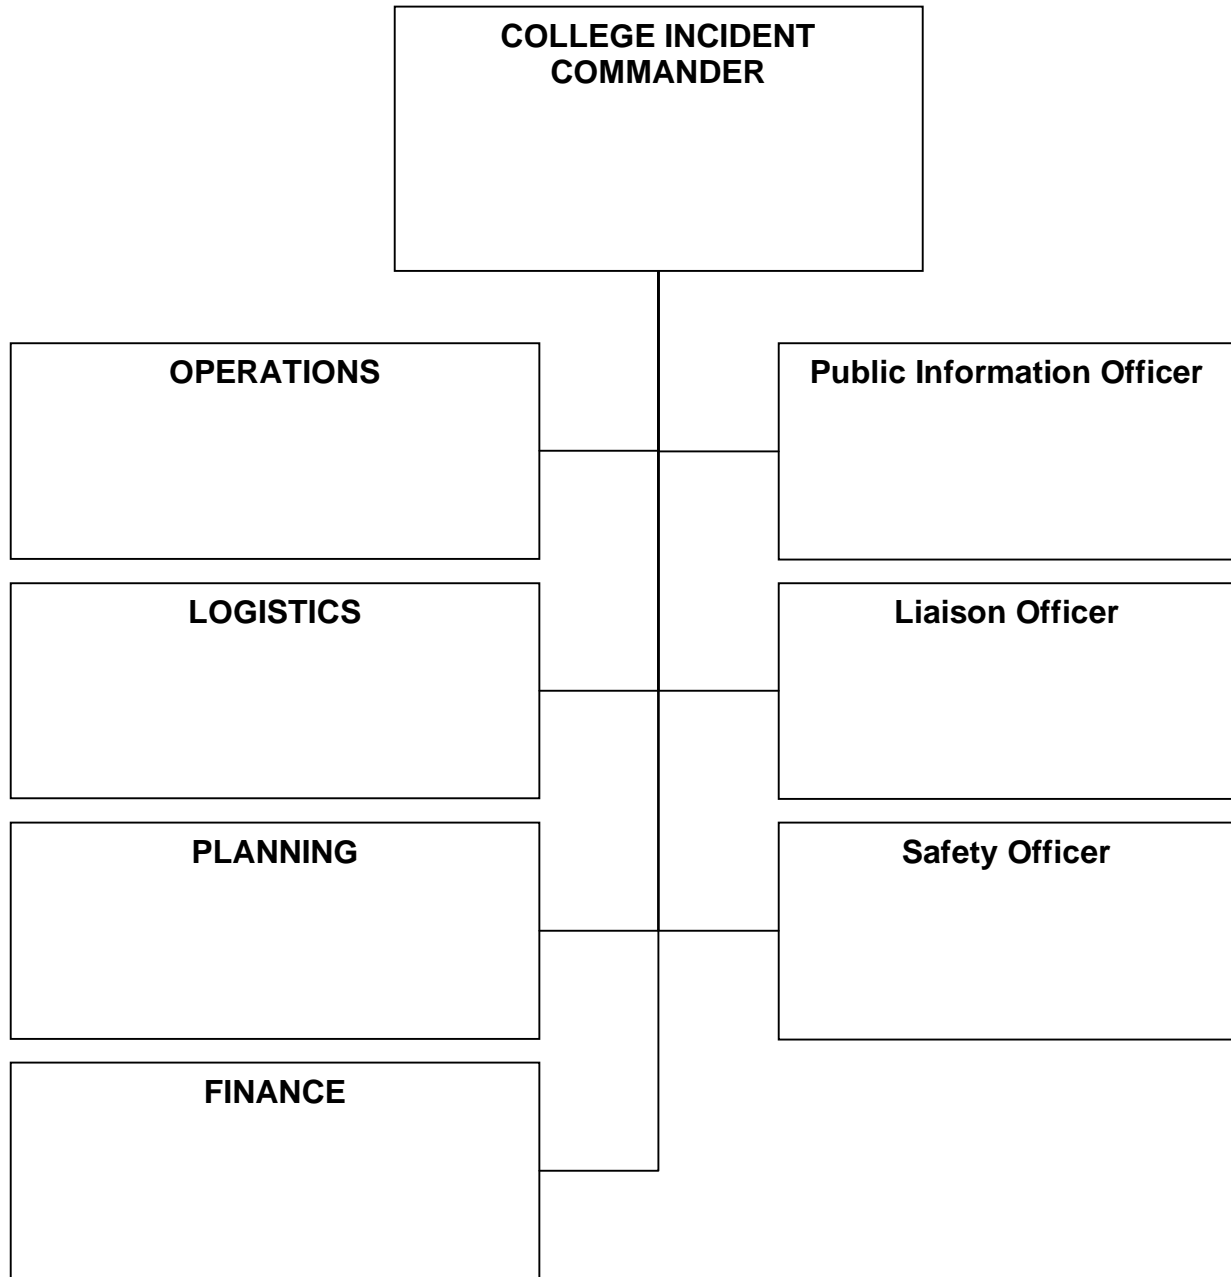 COLLEGE INCIDENT
COMMANDER
OPERATIONS
Public Information Officer
LOGISTICS
Liaison Officer
PLANNING
Safety Officer
FINANCE